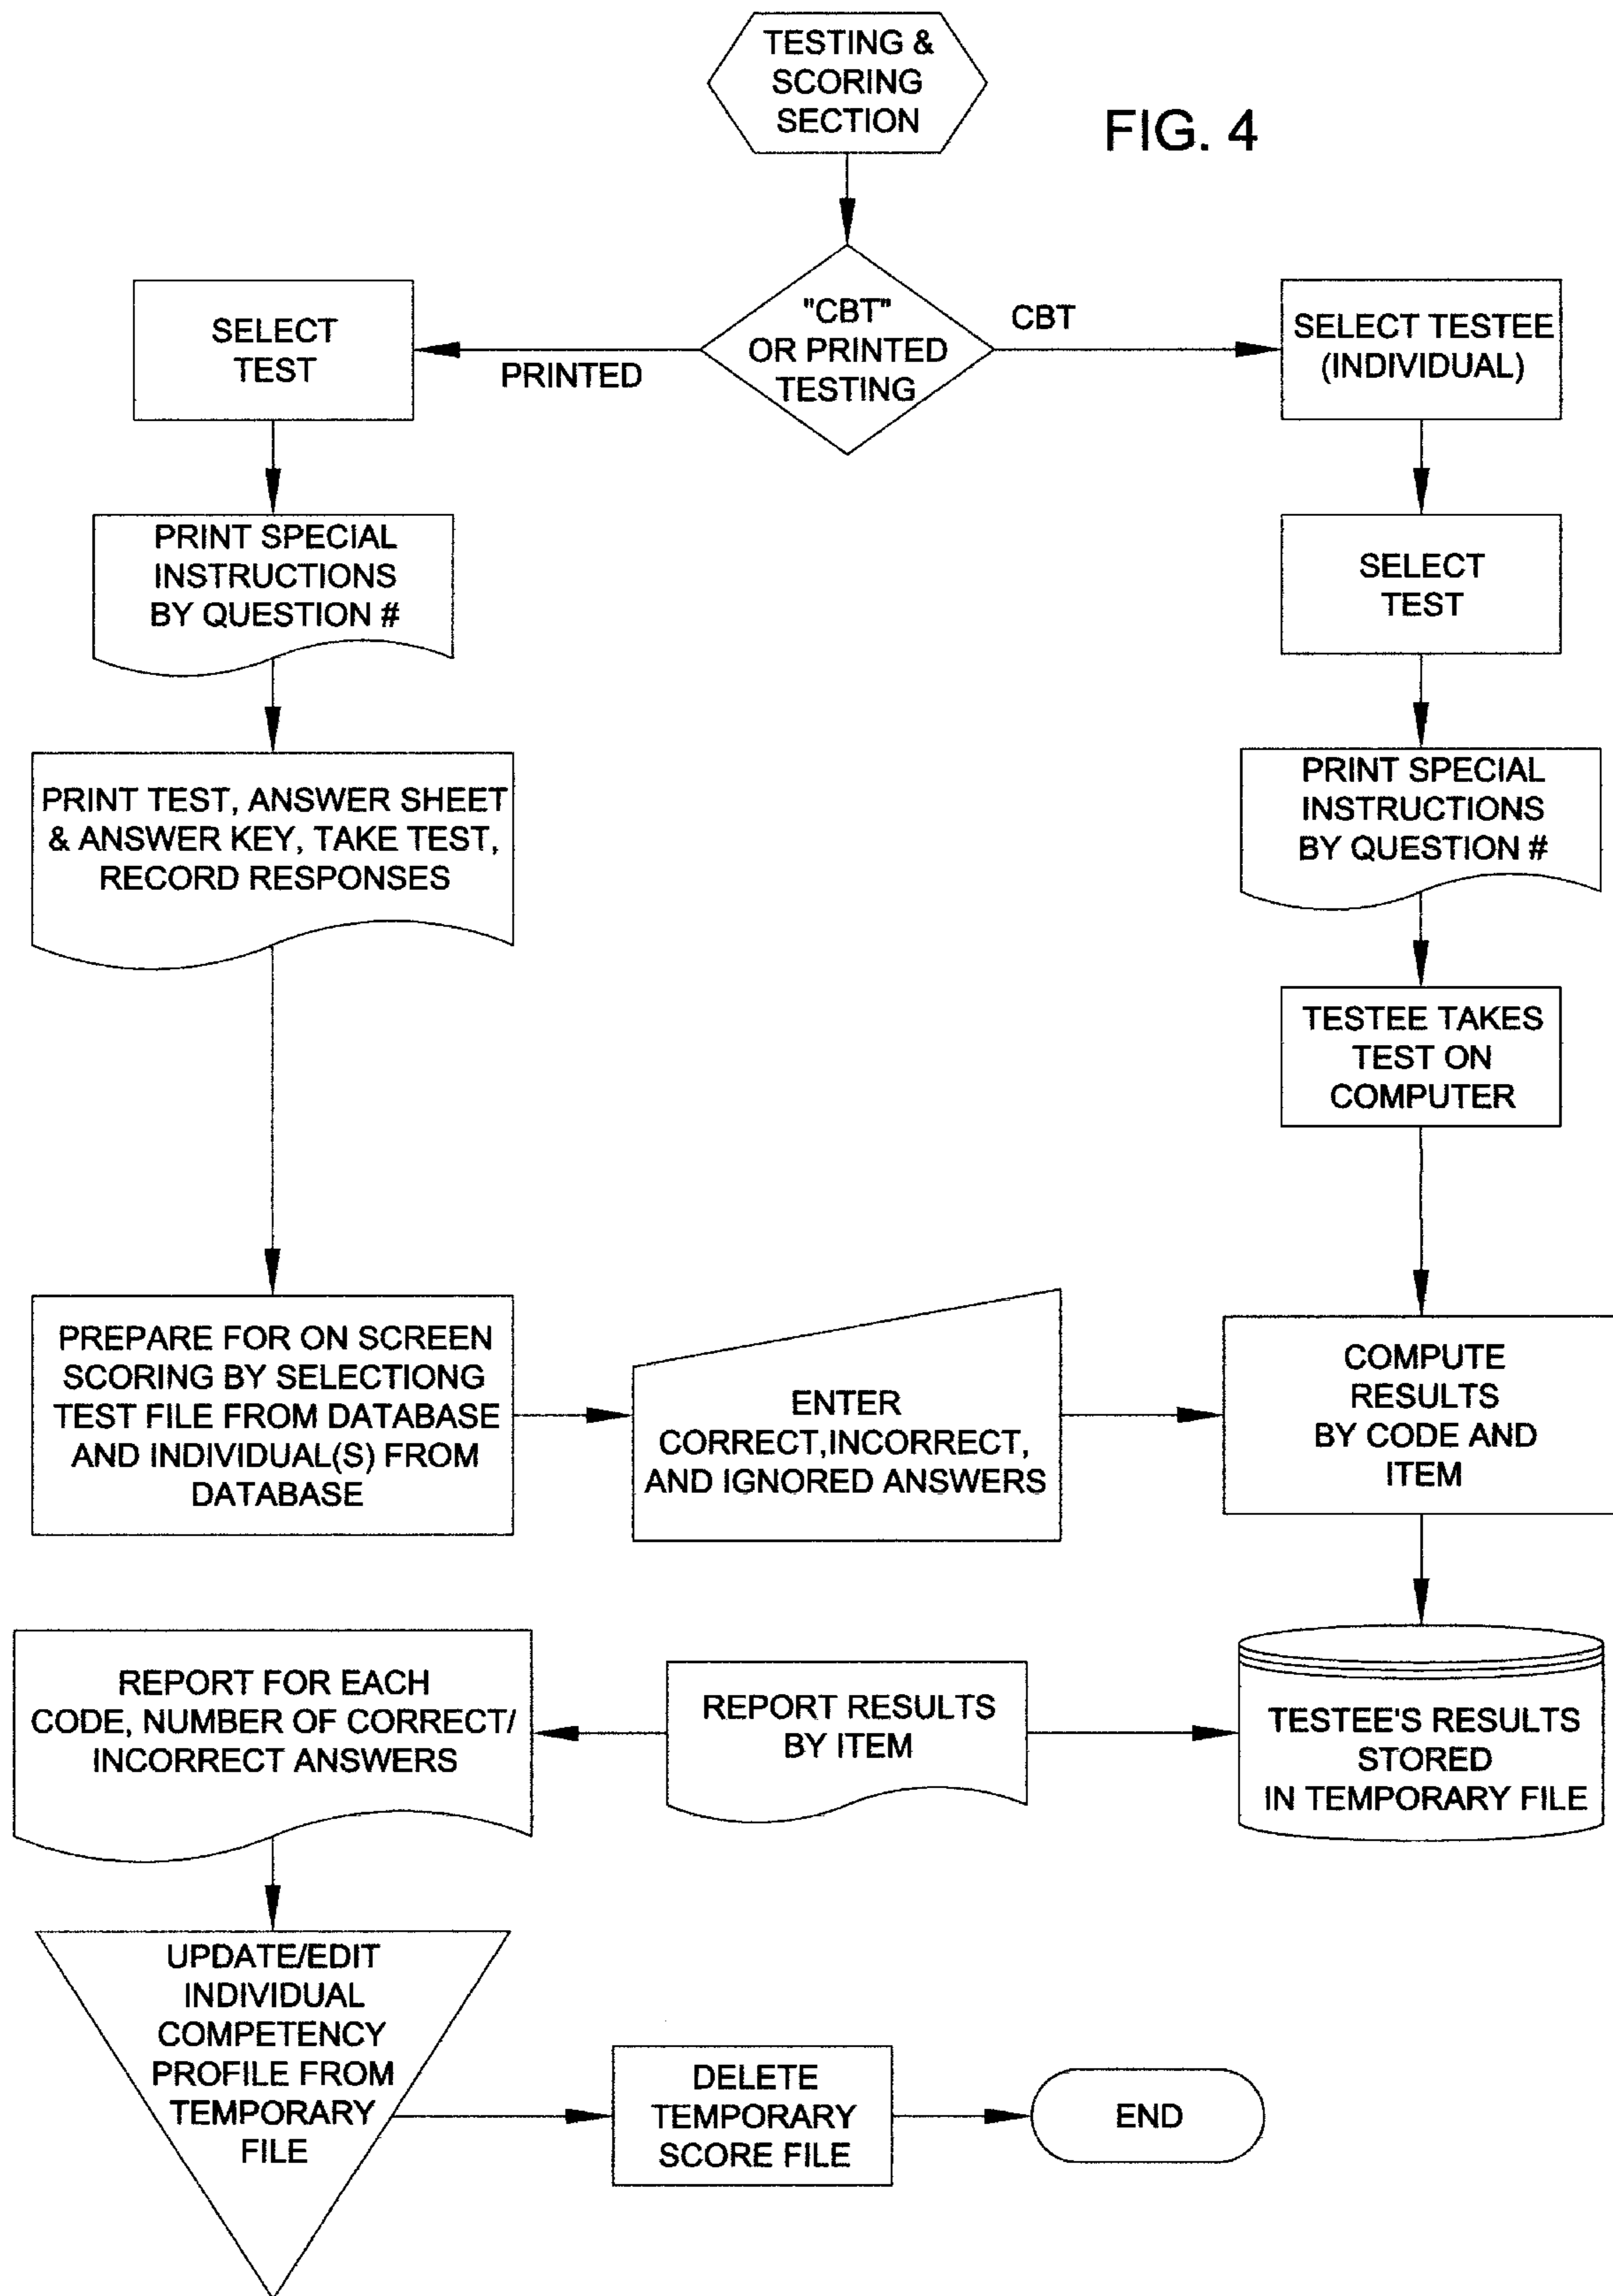 TESTING &
SCORING
SECTION
FIG. 4
"CBT"
OR PRINTED
TESTING
PRINTED
CBT
SELECT
TEST
PRINT SPECIAL
INSTRUCTIONS
BY QUESTION #
PRINT TEST, ANSWER SHEET
& ANSWER KEY, TAKE TEST,
RECORD RESPONSES
SELECT TESTEE
(INDIVIDUAL)
SELECT
TEST
PRINT SPECIAL
INSTRUCTIONS
BY QUESTION #
TESTEE TAKES
TEST ON
COMPUTER
PREPARE FOR ON SCREEN
SCORING BY SELECTIONG
TEST FILE FROM DATABASE
AND INDIVIDUAL(S) FROM
DATABASE
ENTER
CORRECT,INCORRECT,
AND IGNORED ANSWERS
COMPUTE
RESULTS
BY CODE AND
ITEM
TESTEE'S RESULTS
STORED
IN TEMPORARY FILE
REPORT RESULTS
BY ITEM
REPORT FOR EACH
CODE, NUMBER OF CORRECT/
INCORRECT ANSWERS
UPDATE/EDIT
INDIVIDUAL
COMPETENCY
PROFILE FROM
TEMPORARY
FILE
DELETE
TEMPORARY
SCORE FILE
END